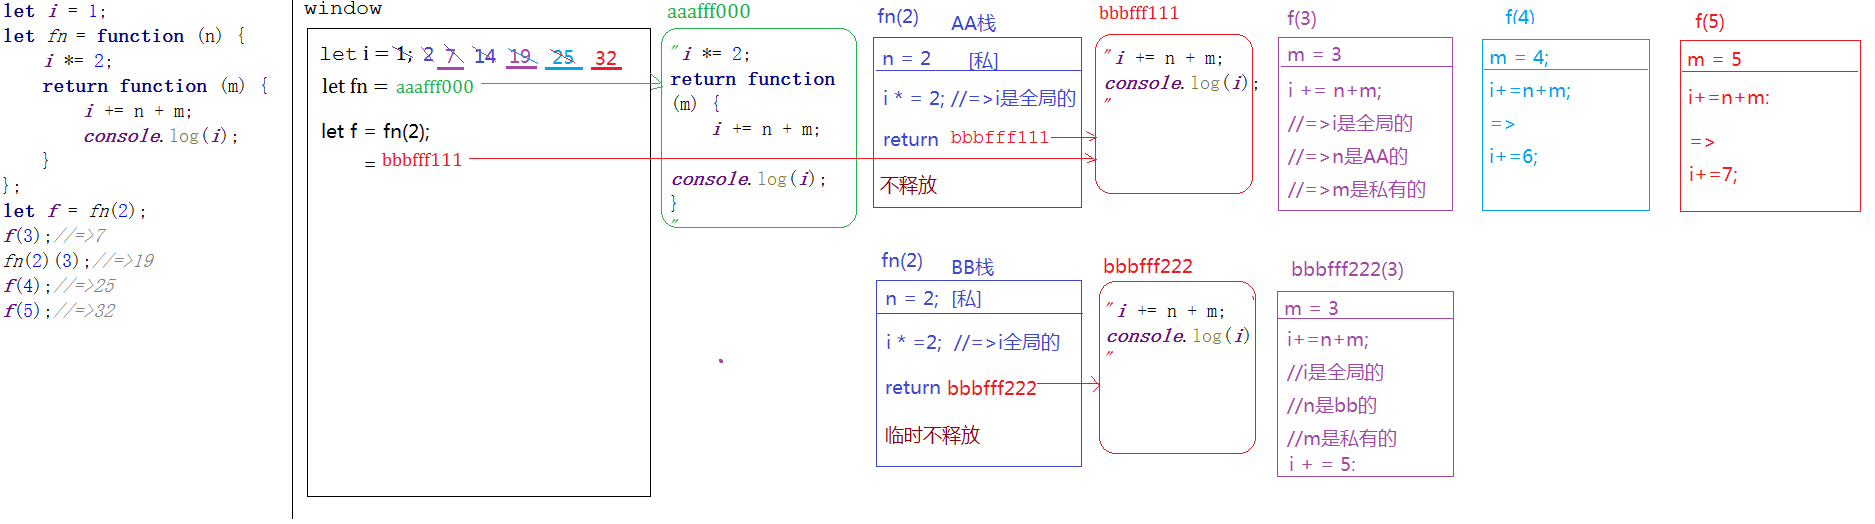 let i = 1;
let fn = function (n) {
i *= 2;
return function (m) {
i += n + m;
console.log(i);
}
};
let f = fn(2);
f(3);//=>7
fn(2)(3);//=>19
f(4);//=>25
f(5);//=>32
window
let i = 1; 2 7 14 19 25 32
let fn = aaafff000
let f = fn(2);
= bbbfff111
aaafff000
"i *= 2;
return function
(m) {
i += n + m;
console.log(i);
}
"
fn(2) AA栈
n = 2 [私]
i * = 2; //=>i是全局的
return bbbfff111
不释放
bbbfff111
"i += n + m;
console.log(i);
"
f(3)
m = 3
i += n+m;
//=>i是全局的
//=>n是AA的
//=>m是私有的
f(4)
m = 4;
i+=n+m;
=>
i+=6;
f(5)
m = 5
i+=n+m:
=>
i+=7;
fn(2) BB栈
n = 2; [私]
i * =2; //=>i全局的
return bbbfff222
临时不释放
bbbfff222
"i += n + m;
console.log(i)
"
bbbfff222(3)
m = 3
i+=n+m;
//i是全局的
//n是bb的
//m是私有的
i + = 5: